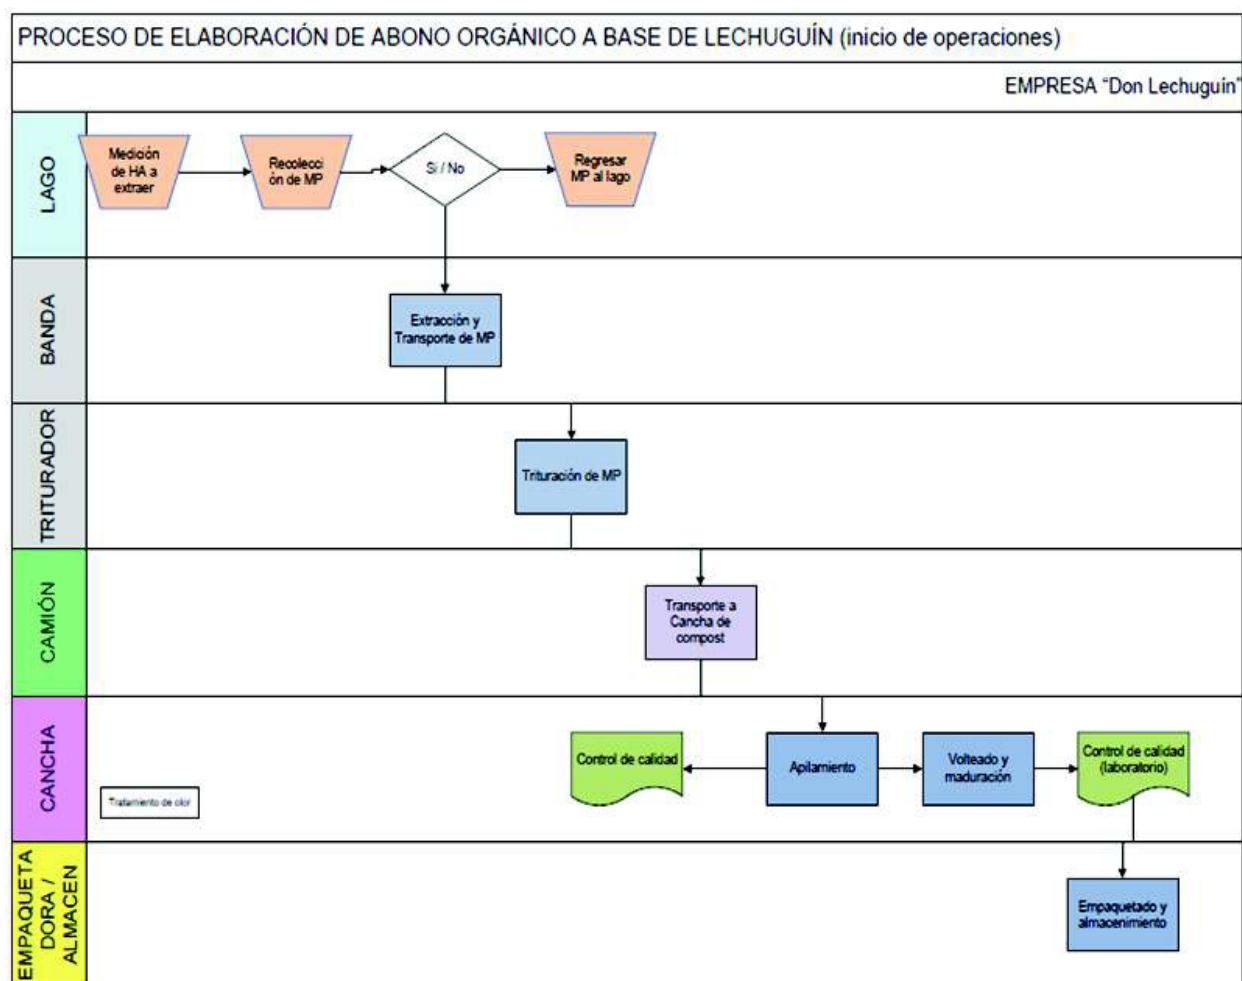 PROCESO DE ELABORACIÓN DE ABONO ORGÁNICO A BASE DE LECHUGUÍN (inicio de operaciones)
EMPRESA "Don Lechuguín"
LAGO
Medición
de HA a
extraer
Recolecci
ón de MP
Si / No
Regresar
MP al lago
BANDA
Extracción y
Transporte de MP
TRITURADOR
Trituración de MP
CAMIÓN
Transporte a
Cancha de
compost
CANCHA
Control de calidad
Apilamiento
Volteado y
maduración
Control de calidad
(laboratorio)
Tratamiento de olor
EMPAQUETA
DORA /
ALMACEN
Empaquetado y
almacenimiento